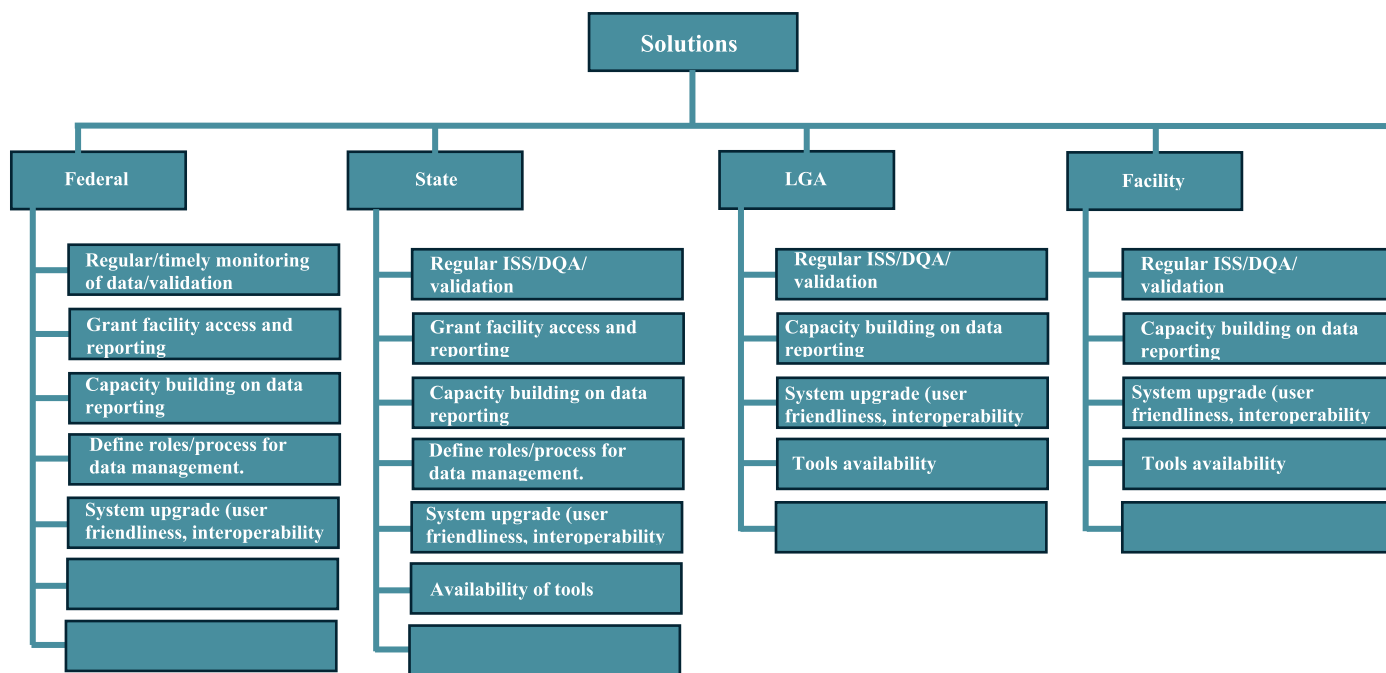 Solutions
Federal
Regular/timely monitoring
of data/validation
Grant facility access and
reporting
Capacity building on data
reporting
Define roles/process for
data management.
System upgrade (user
friendliness, interoperability
State
Regular ISS/DQA/
validation
Grant facility access and
reporting
Capacity building on data
reporting
Define roles/process for
data management.
System upgrade (user
friendliness, interoperability
Availability of tools
LGA
Regular ISS/DQA/
validation
Capacity building on data
reporting
System upgrade (user
friendliness, interoperability
Tools availability
Facility
Regular ISS/DQA/
validation
Capacity building on data
reporting
System upgrade (user
friendliness, interoperability
Tools availability